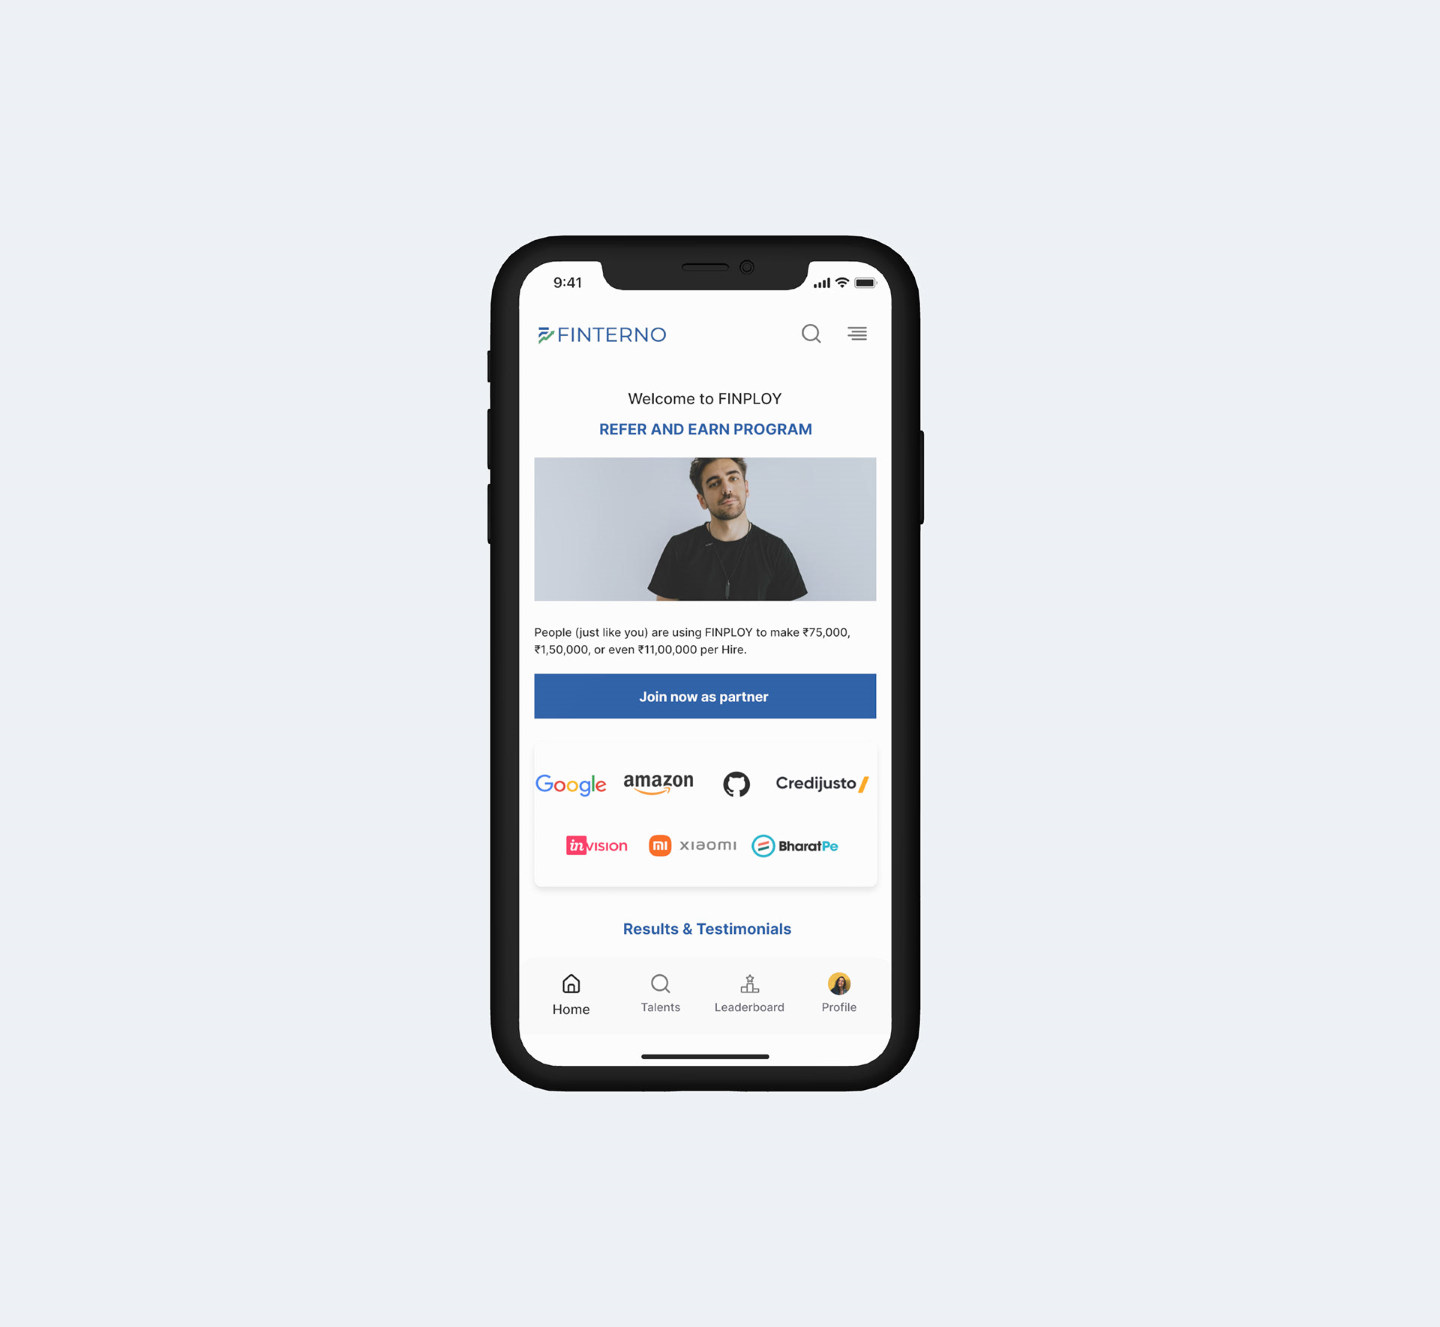 9:41
FINTERNO
Welcome to FINPLOY
REFER AND EARN PROGRAM
People (just like you) are using FINPLOY to make ₹75,000,
₹1,50,000, or even ₹11,00,000 per Hire.
Join now as partner
Google amazon Credijusto
inVISION mi xiaomi BharatPe
Results & Testimonials
Home Talents Leaderboard Profile